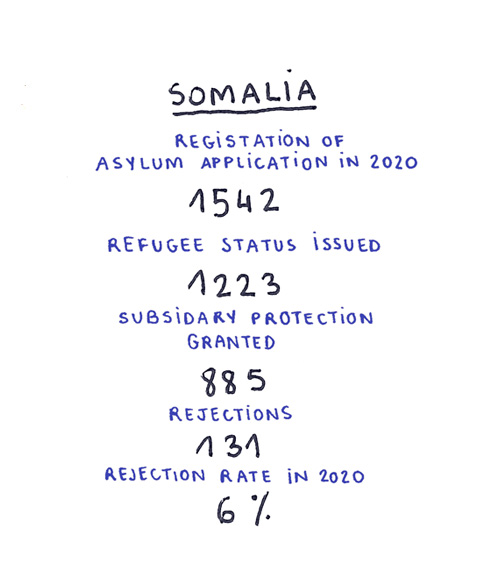 SOMALIA
REGISTATION OF
ASYLUM APPLICATION IN 2020
1542
REFUGEE STATUS ISSUED
1223
SUBSIDARY PROTECTION
GRANTED
885
REJECTIONS
131
REJECTION RATE IN 2020
6%